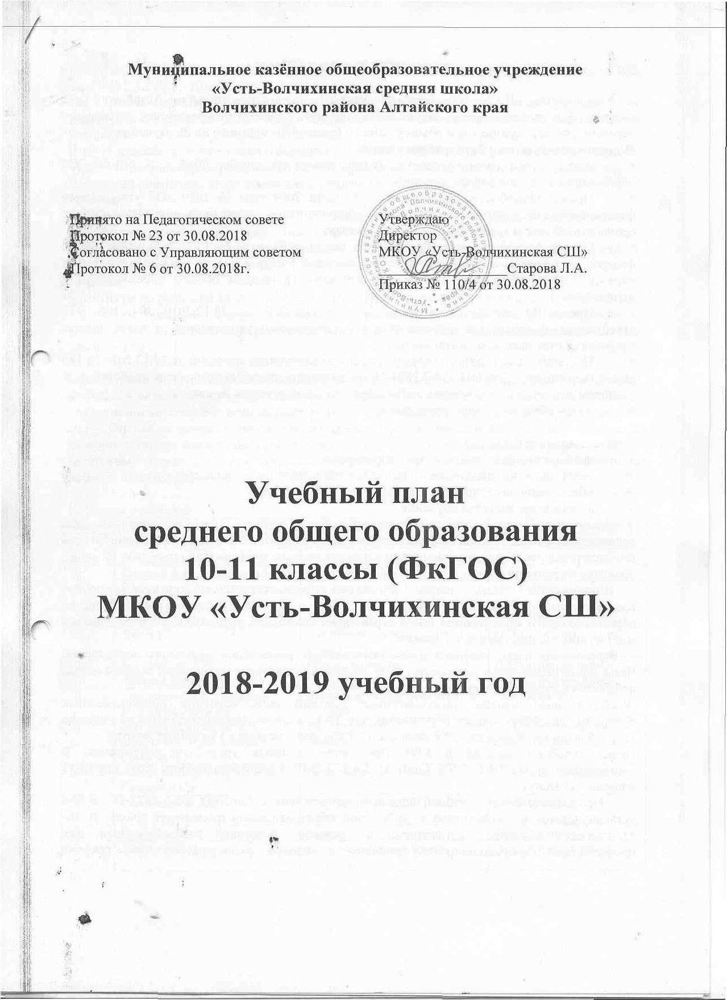 Муниципальное казённое общеобразовательное учреждение
«Усть-Волчихинская средняя школа»
Волчихинского района Алтайского края
Принято на Педагогическом совете
Протокол № 23 от 30.08.2018
Согласовано с Управляющим советом
Протокол № 6 от 30.08.2018г.
Утверждаю
Директор
МКОУ «Усть-Волчихинская СШ»
Старова Л.А.
Приказ № 110/4 от 30.08.2018
Учебный план
среднего общего образования
10-11 классы (ФкГОС)
МКОУ «Усть-Волчихинская СШ»
2018-2019 учебный год